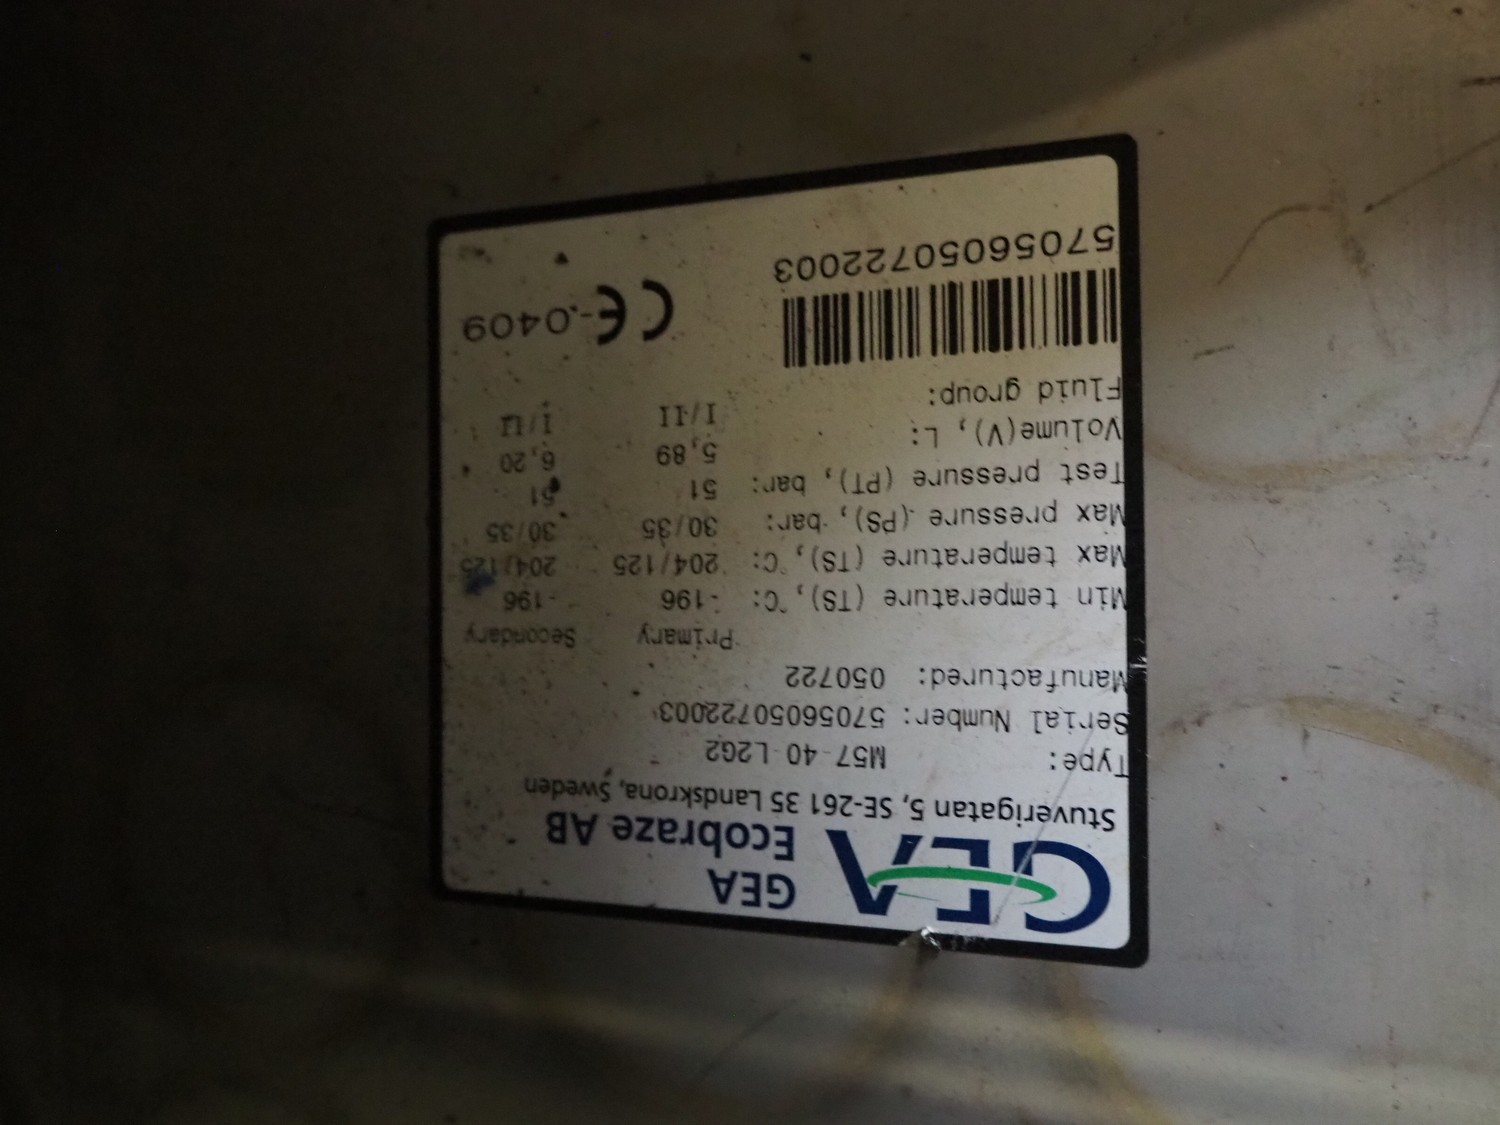 GEA
GEA
Ecobraze AB
Stuverigatan 5, SE-261 35 Landskrona, Sweden
Type: M57-40-L2G2
Serial Number: 5705605072​2003
Manufactured: 050722
Primary Secondary
Min temperature (TS), °C: -196 -196
Max temperature (TS), °C: 204/125 204/125
Max pressure (PS), bar: 30/35 30/35
Test pressure (PT), bar: 51 51
Volume(V), L: 5,89 6,20
Fluid group: I/II I/II
57056050722003
CE-0409